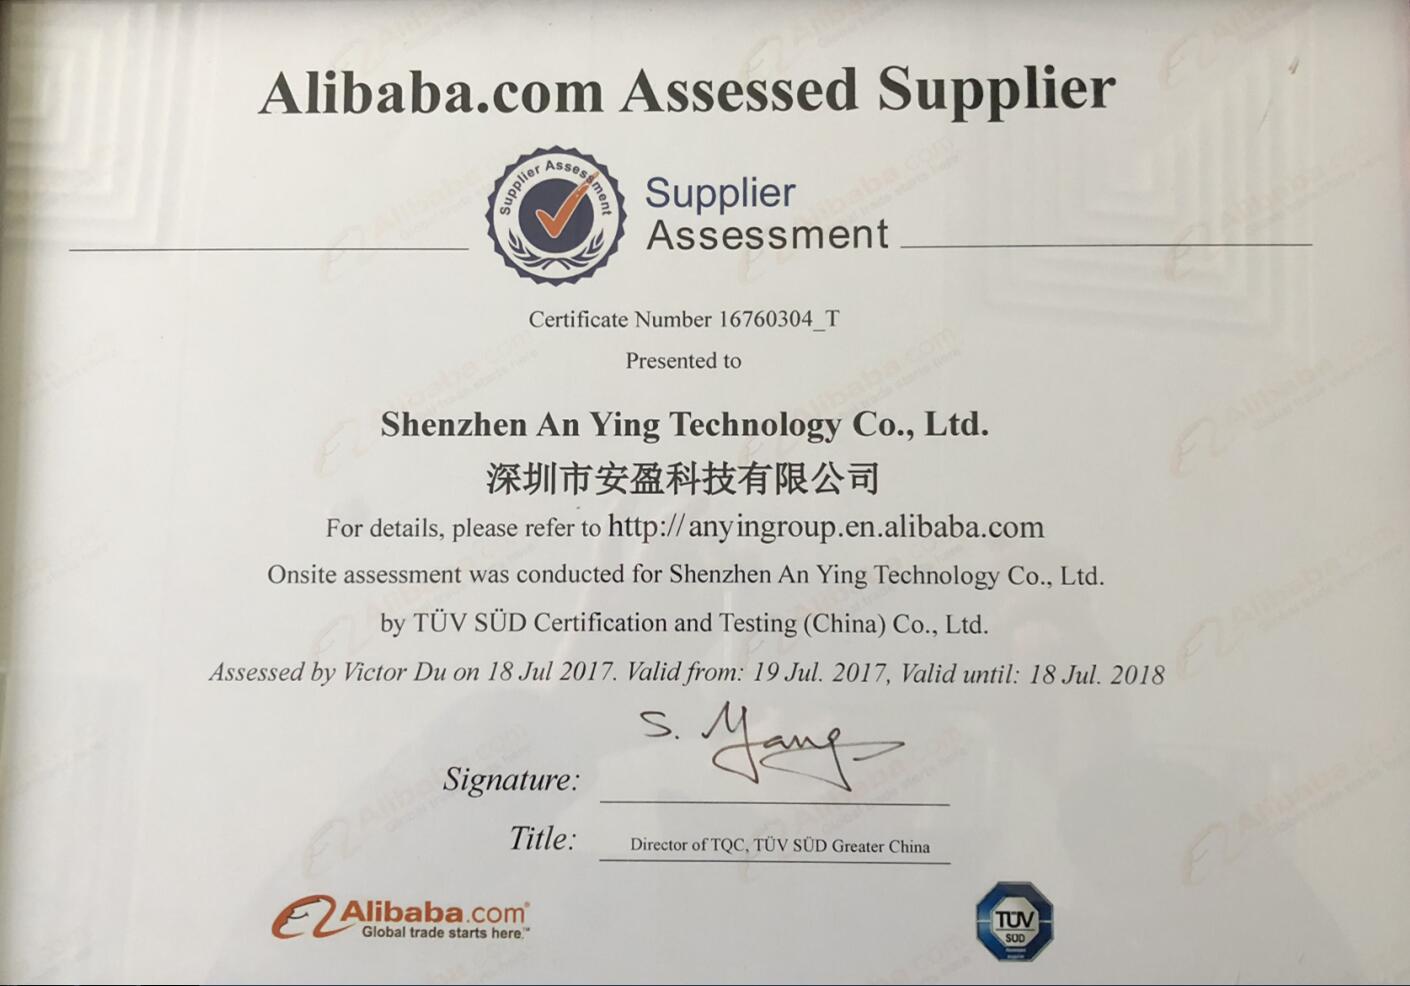 Alibaba.com Assessed Supplier
Supplier Assessment
Supplier
Assessment
Certificate Number 16760304_T
Presented to
Shenzhen An Ying Technology Co., Ltd.
深圳市安盈科技有限公司
For details, please refer to http://anyingroup.en.alibaba.com
Onsite assessment was conducted for Shenzhen An Ying Technology Co., Ltd.
by TÜV SÜD Certification and Testing (China) Co., Ltd.
Assessed by Victor Du on 18 Jul 2017. Valid from: 19 Jul. 2017, Valid until: 18 Jul. 2018
S. Yang
Signature:
Title: Director of TQC, TÜV SÜD Greater China
Alibaba.com®
Global trade starts here.™
TÜV
SÜD